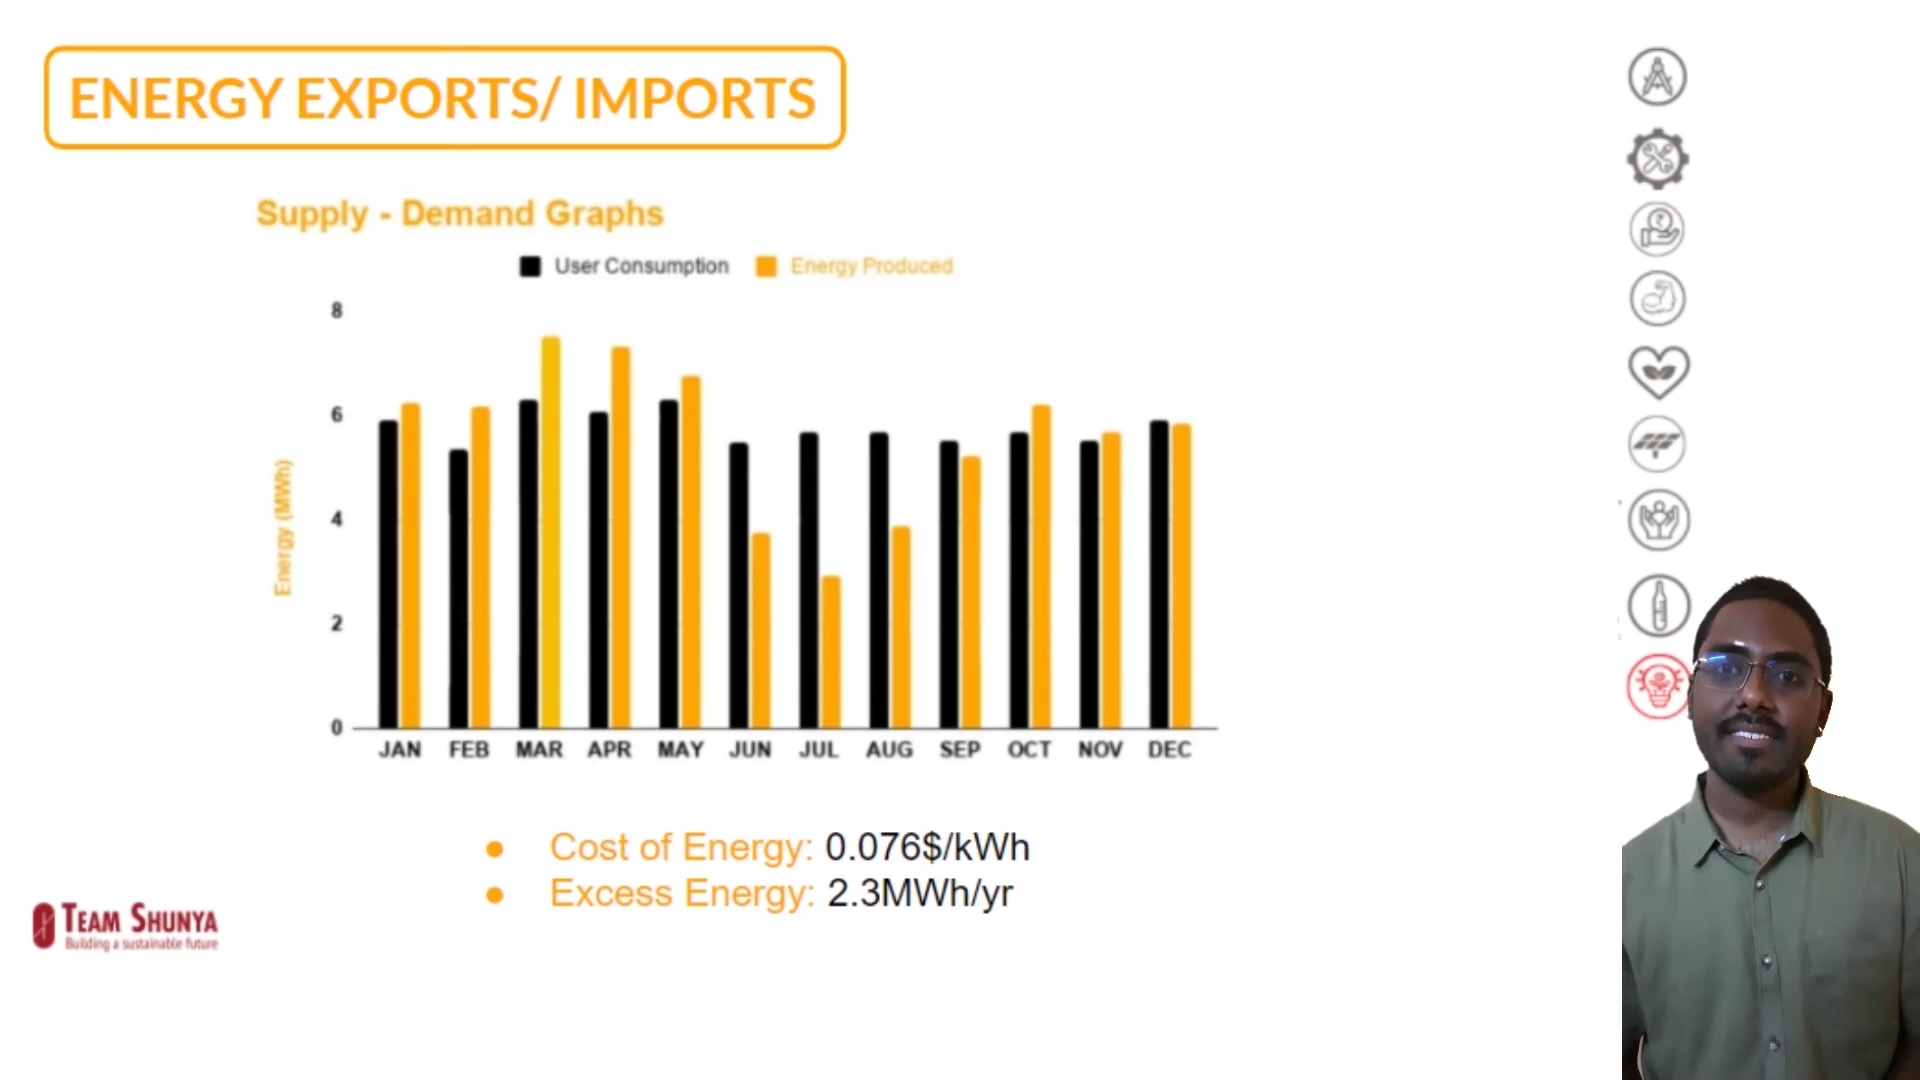 ENERGY EXPORTS/ IMPORTS
Supply - Demand Graphs
User Consumption Energy Produced
8
6
4
2
0
Energy (MWh)
JAN FEB MAR APR MAY JUN JUL AUG SEP OCT NOV DEC
• Cost of Energy: 0.076$/kWh
• Excess Energy: 2.3MWh/yr
TEAM SHUNYA
Building a sustainable future